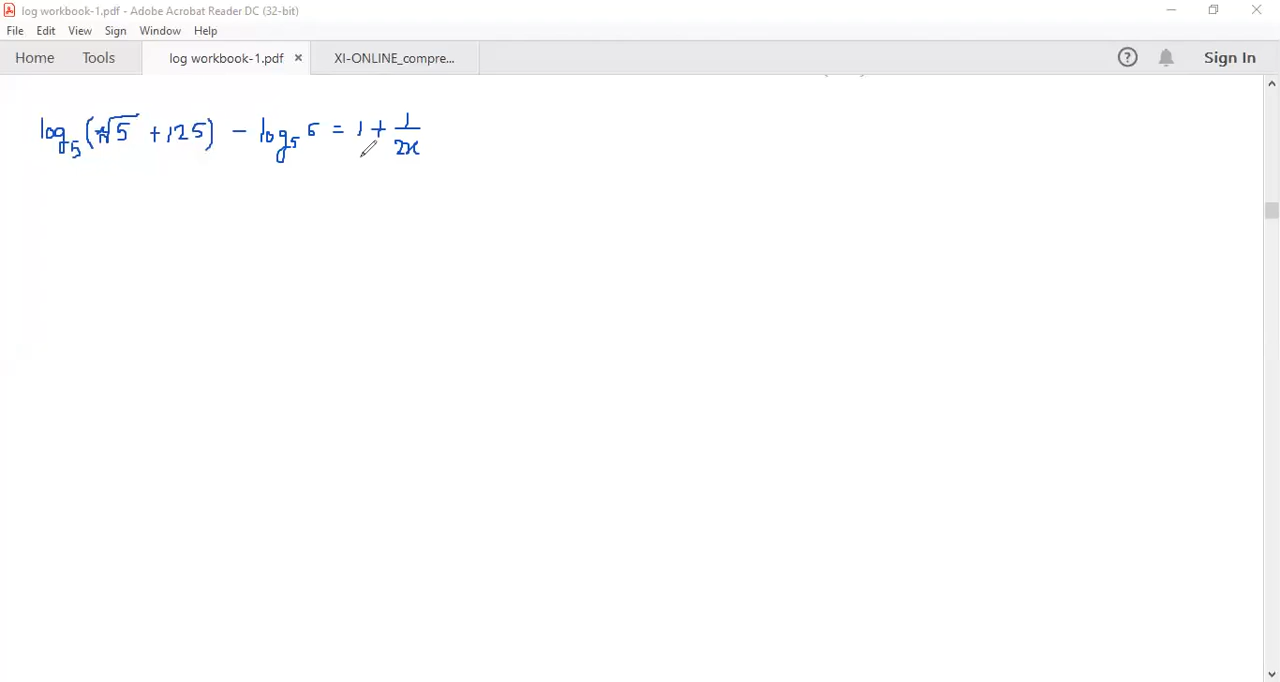 log workbook-1.pdf - Adobe Acrobat Reader DC (32-bit)
File Edit View Sign Window Help
Home Tools log workbook-1.pdf × XI-ONLINE_compre... ? Sign In
log₅(ˣ√5 + 125) - log₅ 6 = 1 + 1/2x